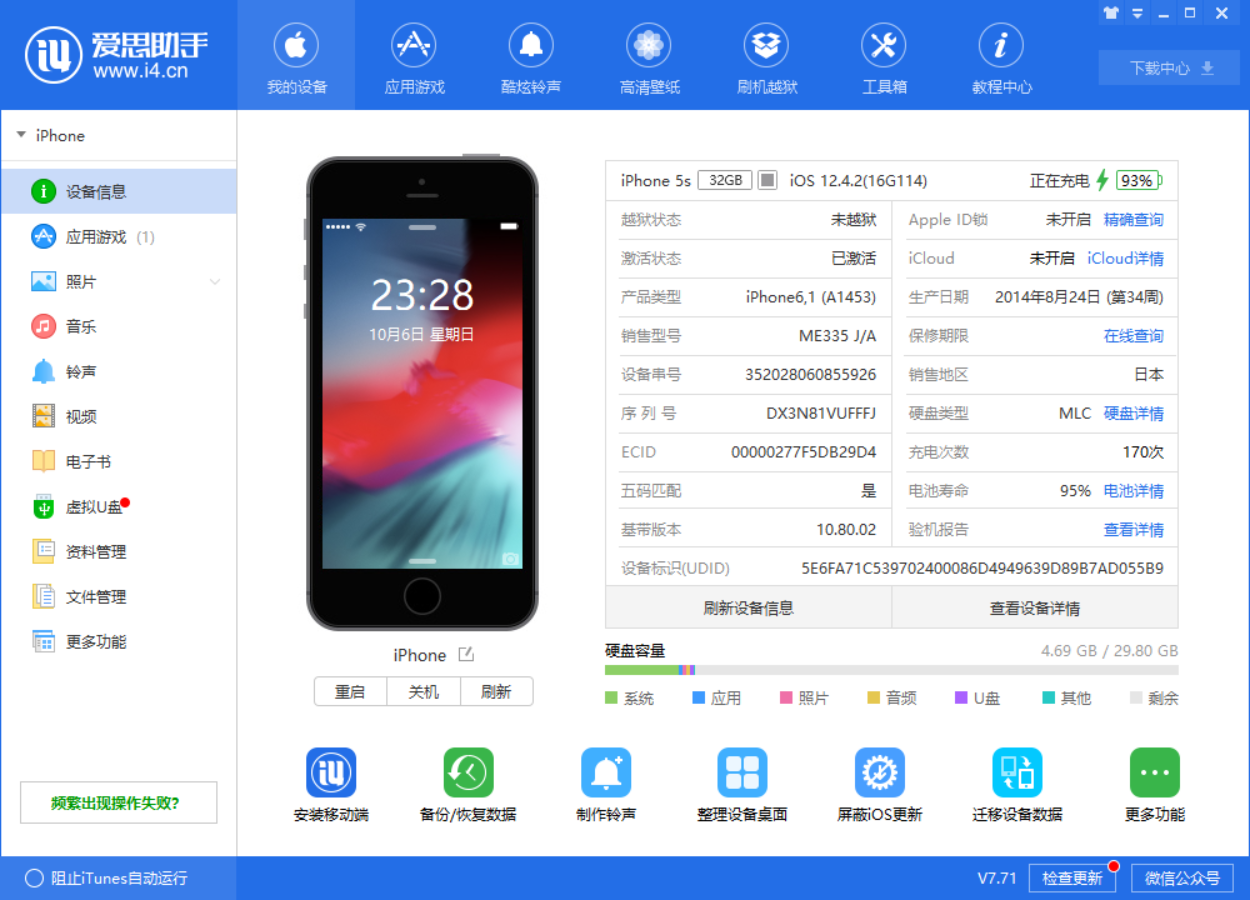 爱思助手
www.i4.cn
我的设备
应用游戏
酷炫铃声
高清壁纸
刷机越狱
工具箱
教程中心
下载中心
iPhone
设备信息
应用游戏 (1)
照片
音乐
铃声
视频
电子书
虚拟U盘
资料管理
文件管理
更多功能
频繁出现操作失败?
23:28
10月6日 星期日
iPhone
重启 关机 刷新
iPhone 5s 32GB iOS 12.4.2(16G114) 正在充电 93%
越狱状态 未越狱 Apple ID锁 未开启 精确查询
激活状态 已激活 iCloud 未开启 iCloud详情
产品类型 iPhone6,1 (A1453) 生产日期 2014年8月24日 (第34周)
销售型号 ME335 J/A 保修期限 在线查询
设备串号 352028060855926 销售地区 日本
序 列 号 DX3N81VUFFFJ 硬盘类型 MLC 硬盘详情
ECID 00000277F5DB29D4 充电次数 170次
五码匹配 是 电池寿命 95% 电池详情
基带版本 10.80.02 验机报告 查看详情
设备标识(UDID) 5E6FA71C539702400086D4949639D89B7AD055B9
刷新设备信息 查看设备详情
硬盘容量 4.69 GB / 29.80 GB
系统 应用 照片 音频 U盘 其他 剩余
安装移动端 备份/恢复数据 制作铃声 整理设备桌面 屏蔽iOS更新 迁移设备数据 更多功能
阻止iTunes自动运行
V7.71 检查更新 微信公众号